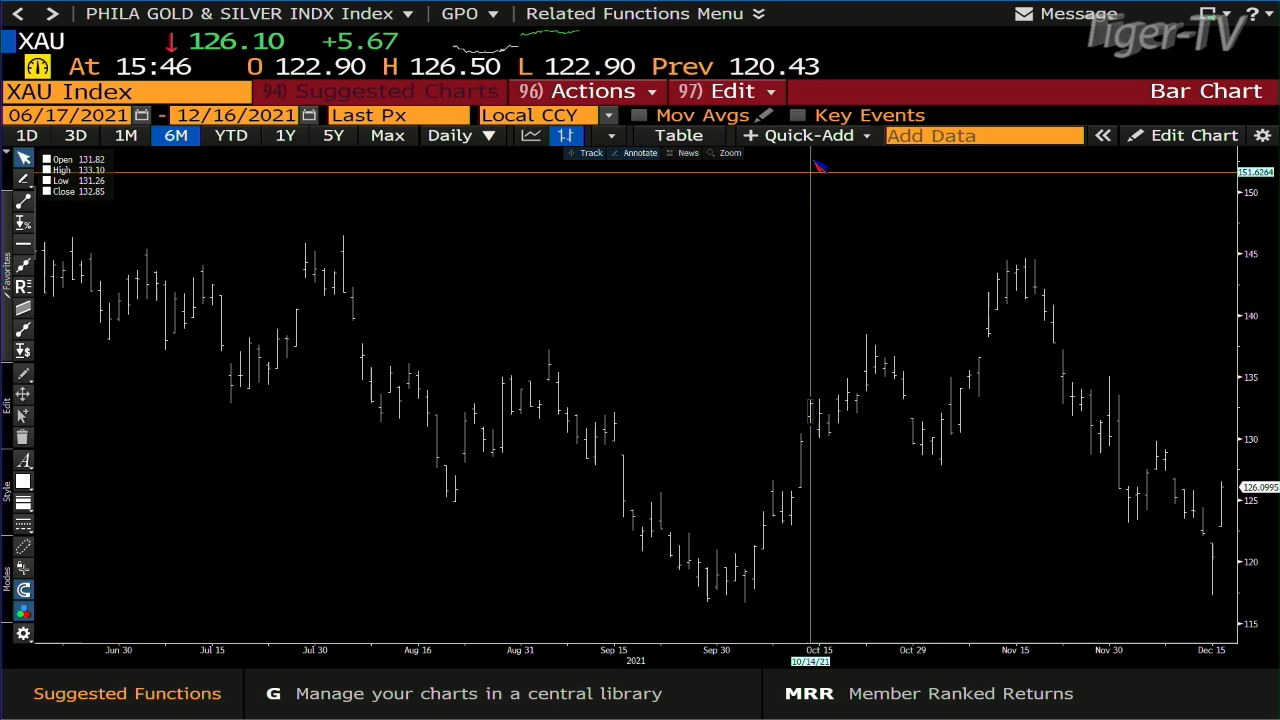 PHILA GOLD & SILVER INDX Index GPO Related Functions Menu Message ?
Tiger-TV
XAU 126.10 +5.67
At 15:46 O 122.90 H 126.50 L 122.90 Prev 120.43
XAU Index 94) Suggested Charts 96) Actions 97) Edit Bar Chart
06/17/2021 - 12/16/2021 Last Px Local CCY Mov Avgs Key Events
1D 3D 1M 6M YTD 1Y 5Y Max Daily Table + Quick-Add Add Data « Edit Chart
Track Annotate News Zoom
Open 131.82
High 133.10
Low 131.26
Close 132.85
151.6264
150
145
140
135
130
126.0995
125
120
115
Favorites
Edit
Style
Modes
Jun 30 Jul 15 Jul 30 Aug 16 Aug 31 Sep 15 Sep 30 Oct 15 Oct 29 Nov 15 Nov 30 Dec 15
2021 10/14/21
Suggested Functions G Manage your charts in a central library MRR Member Ranked Returns